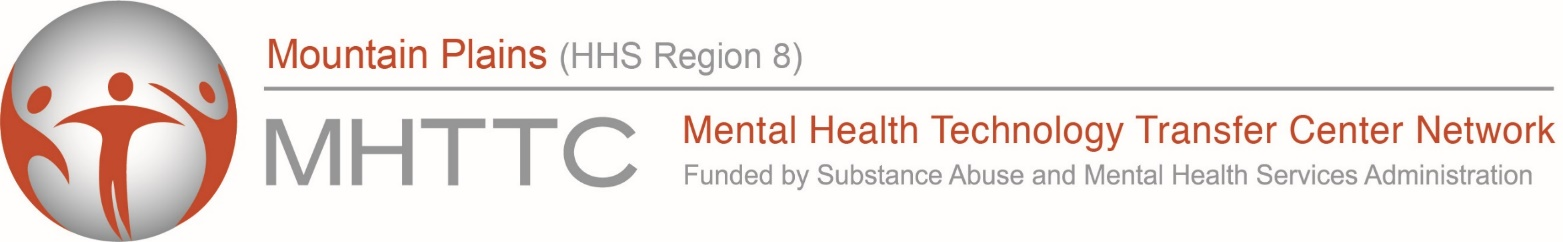 Mountain Plains (HHS Region 8)
MHTTC
Mental Health Technology Transfer Center Network
Funded by Substance Abuse and Mental Health Services Administration